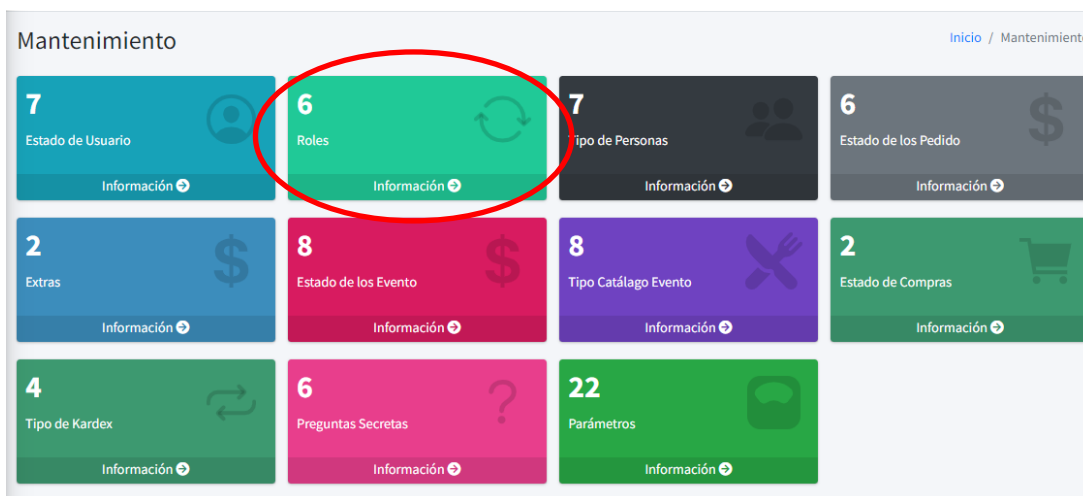 Mantenimiento
Inicio / Mantenimiento
7
Estado de Usuario
Información
6
Roles
Información
7
Tipo de Personas
Información
6
Estado de los Pedido
Información
2
Extras
Información
8
Estado de los Evento
Información
8
Tipo Catálago Evento
Información
2
Estado de Compras
Información
4
Tipo de Kardex
Información
6
Preguntas Secretas
Información
22
Parámetros
Información